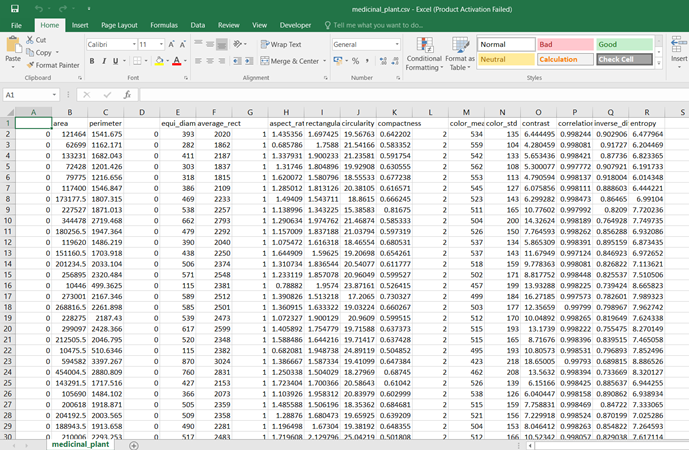 medicinal_plant.csv - Excel (Product Activation Failed)
File Home Insert Page Layout Formulas Data Review View Developer Tell me what you want to do...
Cut
Copy
Format Painter
Paste
Clipboard
Calibri 11
B I U
Font
Wrap Text
Merge & Center
Alignment
General
Number
Conditional Formatting
Format as Table
Normal Bad Good
Neutral Calculation Check Cell
Styles
Insert
A1 fx
A B C D E F G H I J K L M N O P Q R S
1 area perimeter equi_diam average_rect aspect_rat rectangula circularity compactness color_mea color_std contrast correlation inverse_di entropy
2 0 121464 1541.675 0 393 2020 1 1.435356 1.697425 19.56763 0.642202 2 534 135 6.444495 0.998244 0.902906 6.477964
3 0 62699 1162.171 0 282 1862 1 0.685786 1.7588 21.54166 0.583352 2 559 104 4.280459 0.998081 0.91727 6.204469
4 0 133231 1682.043 0 411 2187 1 1.337931 1.900233 21.23581 0.591754 2 542 133 5.653436 0.998421 0.87736 6.823365
5 0 72428 1201.426 0 303 1837 1 1.31746 1.804896 19.92908 0.630555 2 562 108 5.300077 0.997772 0.907921 6.191733
6 0 79775 1216.656 0 318 1815 1 1.620072 1.580796 18.55533 0.677238 2 553 113 4.790594 0.998137 0.918004 6.014348
7 0 117400 1546.847 0 386 2109 1 1.285012 1.813126 20.38105 0.616571 2 545 127 6.075856 0.998111 0.888603 6.444221
8 0 173177.5 1807.315 0 469 2233 1 1.49409 1.543711 18.8615 0.666245 2 523 143 6.299282 0.998473 0.86465 6.99104
9 0 227527 1871.013 0 538 2257 1 1.138996 1.343225 15.38583 0.81675 2 511 165 10.77602 0.997992 0.8209 7.720236
10 0 344478 2719.468 0 662 2793 1 1.290634 1.974762 21.46874 0.585333 2 504 200 14.32624 0.998189 0.764928 7.749735
11 0 180256.5 1947.364 0 479 2292 1 1.157009 1.837188 21.03794 0.597319 2 526 150 7.764593 0.998262 0.856288 6.932086
12 0 119620 1486.219 0 390 2040 1 1.075472 1.616318 18.46554 0.680531 2 537 134 5.865309 0.998391 0.895159 6.873435
13 0 151160.5 1703.918 0 438 2250 1 1.644909 1.59625 19.20698 0.654261 2 537 143 11.67949 0.997124 0.846923 6.972652
14 0 201234.5 2033.104 0 506 2374 1 1.310734 1.836544 20.54077 0.611777 2 518 159 9.778363 0.998081 0.826822 7.113621
15 0 256895 2320.484 0 571 2548 1 1.233119 1.857078 20.96004 0.599527 2 502 171 8.817752 0.998448 0.825537 7.510506
16 0 10446 499.3625 0 115 2381 0 0.78882 1.9574 23.87161 0.526415 2 457 199 13.93288 0.998225 0.739424 8.665823
17 0 273001 2167.346 0 589 2512 1 1.390826 1.513218 17.2065 0.730327 2 499 184 16.27185 0.997573 0.782601 7.989323
18 0 268816.5 2261.898 0 585 2501 1 1.360915 1.633322 19.03224 0.660267 2 503 177 12.35659 0.99799 0.798967 7.962742
19 0 228275 2187.43 0 539 2473 1 1.072327 1.900129 20.9609 0.599515 2 512 170 10.04892 0.998265 0.819649 7.624338
20 0 299097 2428.366 0 617 2599 1 1.405892 1.754779 19.71588 0.637373 2 515 193 13.1739 0.998222 0.755475 8.270149
21 0 212505.5 2046.795 0 520 2348 1 1.588486 1.644216 19.71417 0.637428 2 515 165 8.71676 0.998396 0.839515 7.465058
22 0 10475.5 510.6346 0 115 2382 0 0.682081 1.948738 24.89119 0.504852 2 495 193 10.80573 0.998531 0.796893 7.852496
23 0 594582 3397.267 0 870 3024 1 1.386667 1.587334 19.41099 0.647384 2 423 218 18.65005 0.99793 0.689815 8.886526
24 0 454004.5 2880.809 0 760 2831 1 1.250338 1.504029 18.27969 0.68745 2 462 208 13.5632 0.998394 0.733669 8.320127
25 0 143291.5 1717.516 0 427 2153 1 1.723404 1.700366 20.58643 0.61042 2 526 139 6.15166 0.998425 0.885637 6.944255
26 0 105690 1484.102 0 366 2073 1 1.103926 1.958312 20.83979 0.602999 2 538 126 6.040447 0.998158 0.890862 6.938934
27 0 200618 1918.871 0 505 2359 1 1.485588 1.506196 18.35362 0.684681 2 515 159 7.758831 0.998469 0.84722 7.333065
28 0 204192.5 2003.565 0 509 2358 1 1.28876 1.680473 19.65925 0.639209 2 521 156 7.229918 0.998524 0.870199 7.025286
29 0 188943.5 1913.658 0 490 2281 1 1.196498 1.67304 19.38192 0.648355 2 504 153 8.046412 0.998263 0.854822 7.264593
30 0 210006 2293.253 0 517 2483 1 1.719608 2.129796 25.04219 0.501808 2 512 166 10.52342 0.998057 0.829038 7.617114
medicinal_plant